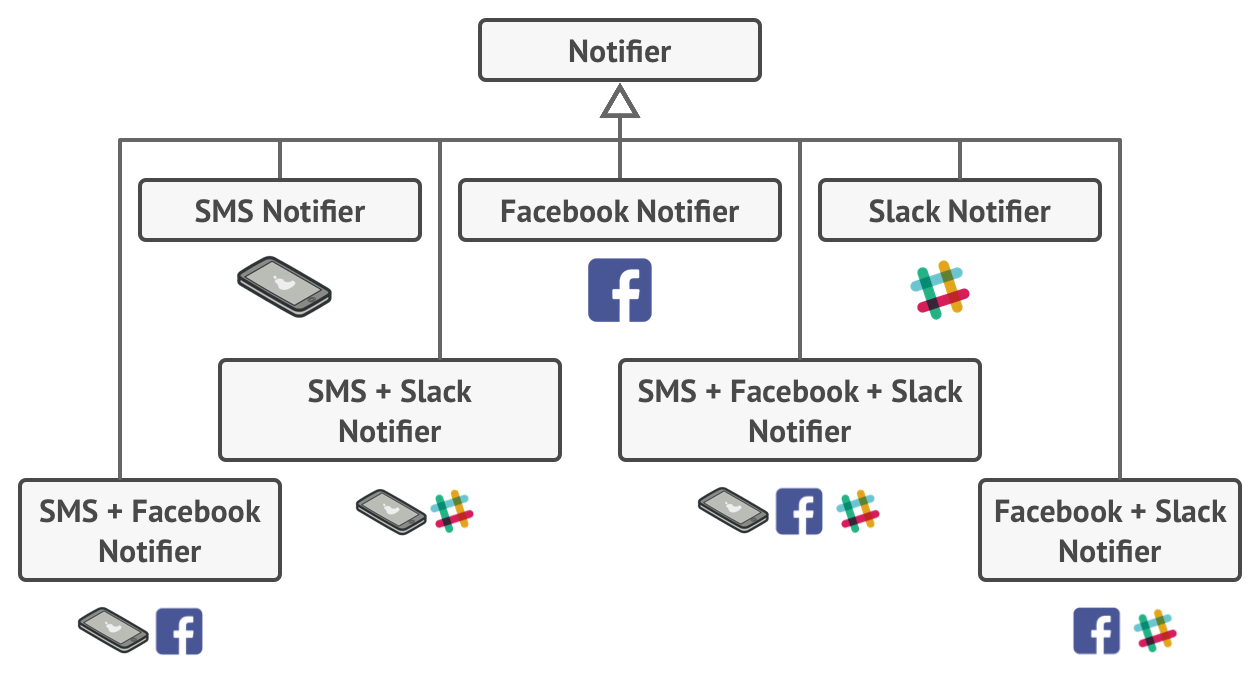 Notifier
SMS Notifier
Facebook Notifier
Slack Notifier
SMS + Slack
Notifier
SMS + Facebook + Slack
Notifier
SMS + Facebook
Notifier
Facebook + Slack
Notifier